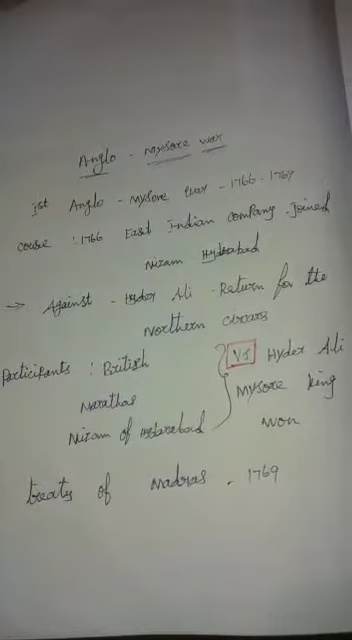 Anglo - Mysore war
1st Anglo - Mysore war - 1766 - 1769
couse : 1766 East Indian company Joined
Nizam Hyderabad
→ Against - Hyder Ali - Return for the
Northern circars
Participants : British
Marathas
Nizam of Hyderabad
VS Hyder Ali
Mysore king
won
treaty of Madras - 1769